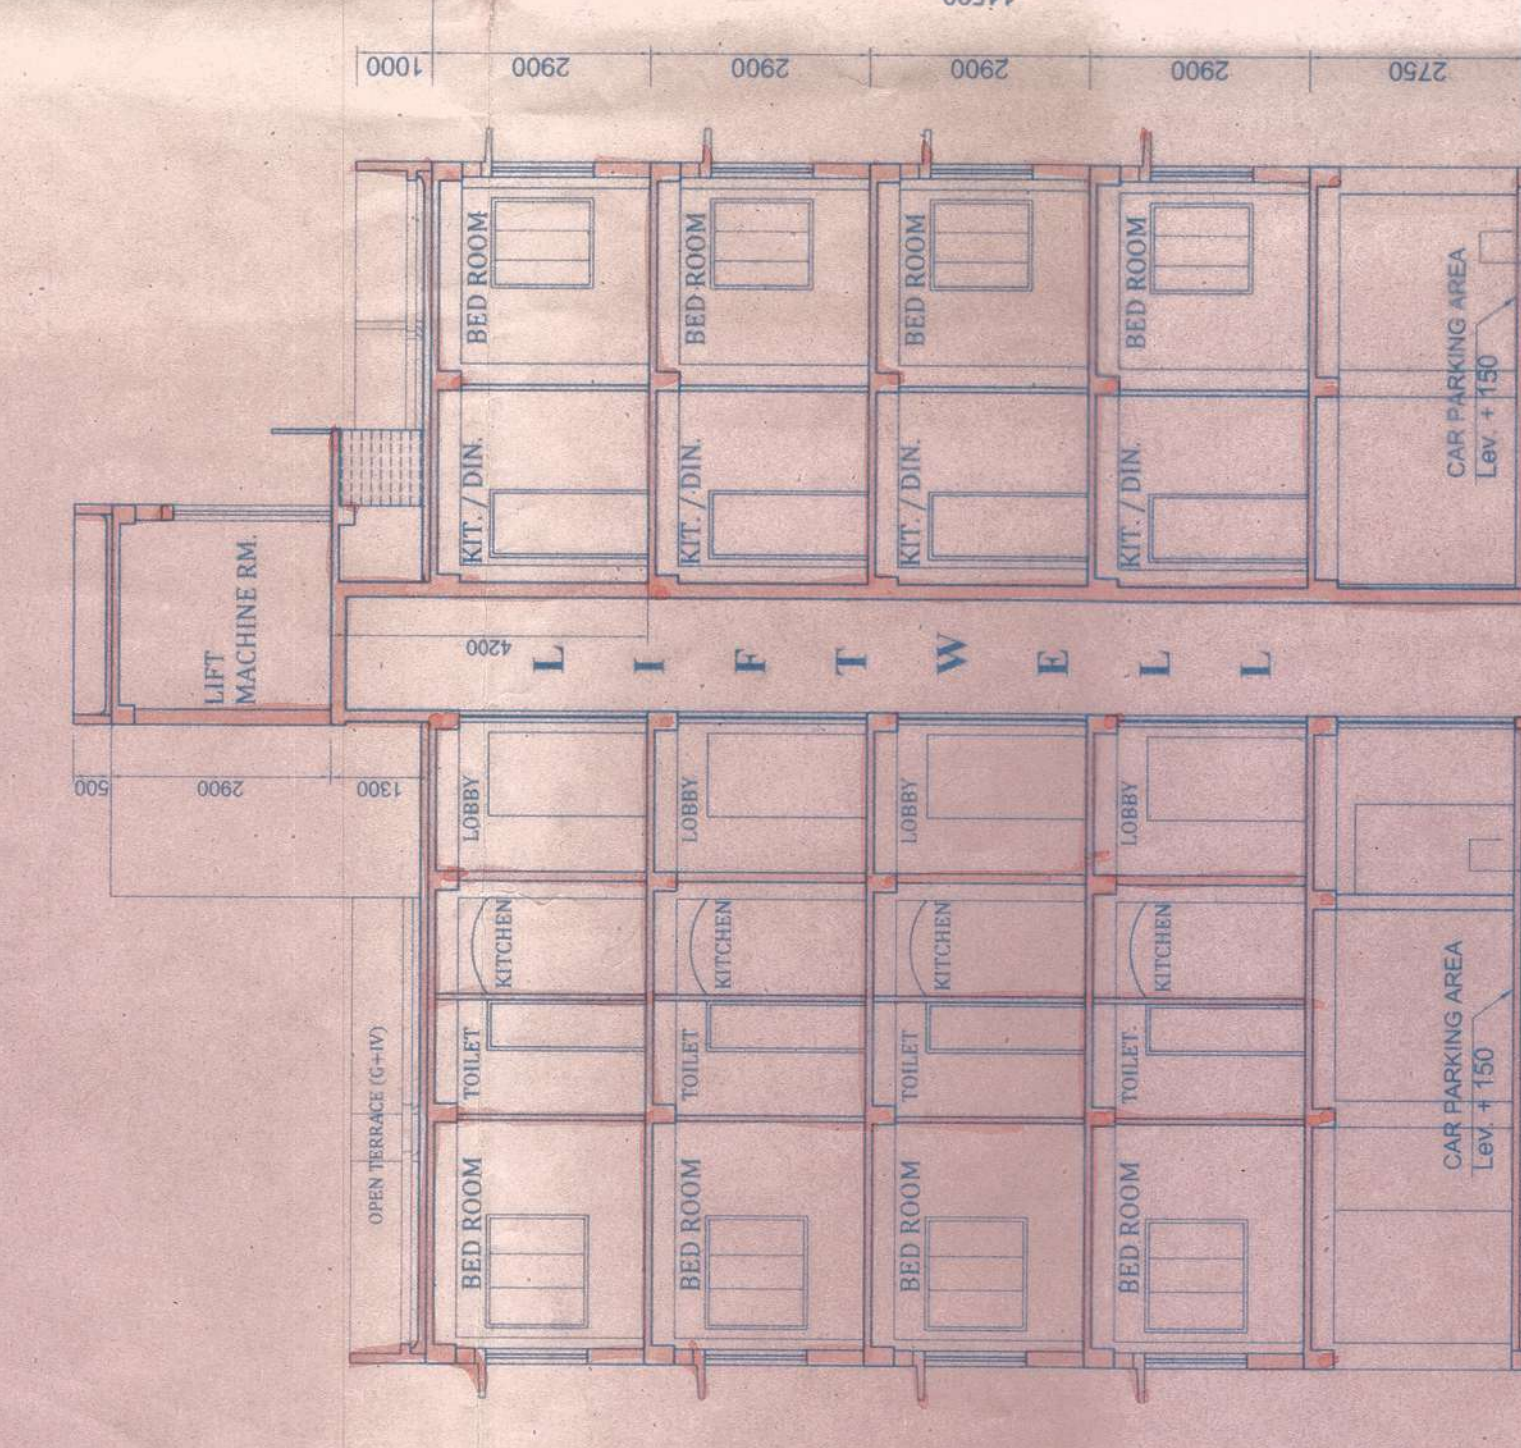 500
2900
1300
LIFT
MACHINE RM.
1000
OPEN TERRACE (G+IV)
2900
BED ROOM
TOILET
KITCHEN
LOBBY
4200
KIT. / DIN.
BED ROOM
2900
BED ROOM
TOILET
KITCHEN
LOBBY
KIT. / DIN.
BED ROOM
2900
BED ROOM
TOILET
KITCHEN
LOBBY
KIT. / DIN.
BED ROOM
2900
BED ROOM
TOILET
KITCHEN
LOBBY
KIT. / DIN.
BED ROOM
LIFT WELL
2750
CAR PARKING AREA
Lev. + 150
CAR PARKING AREA
Lev. + 150